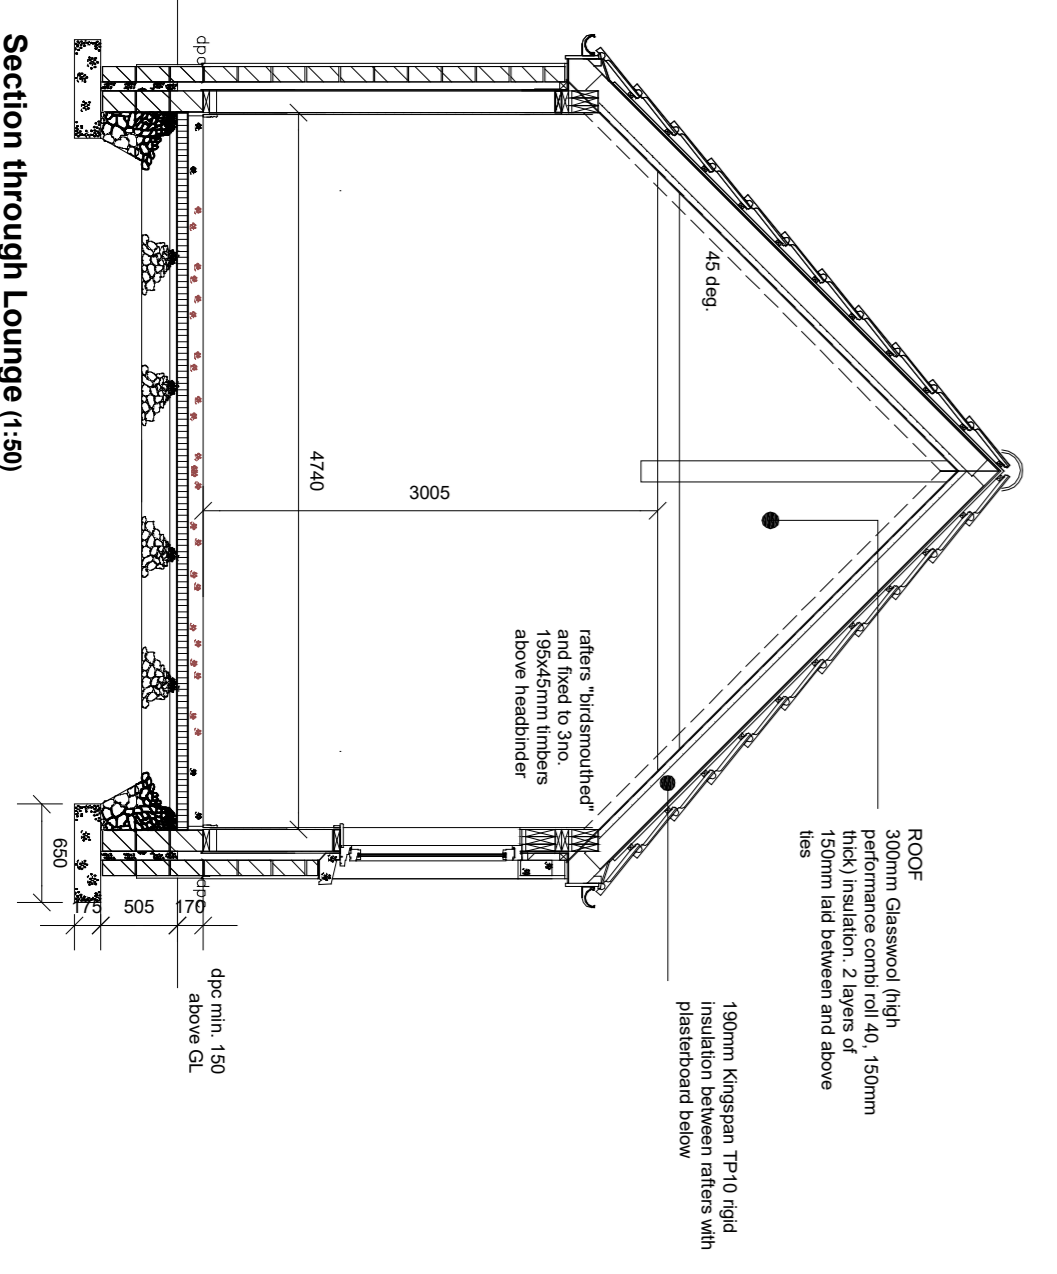 ROOF
300mm Glasswool (high
performance combi roll 40, 150mm
thick) insulation. 2 layers of
150mm laid between and above
ties
190mm Kingspan TP10 rigid
insulation between rafters with
plasterboard below
45 deg.
rafters "birdsmouthed"
and fixed to 3no.
195x45mm timbers
above headbinder
3005
4740
dpc
dpc
dpc min. 150
above GL
170
505
175
650
Section through Lounge (1:50)